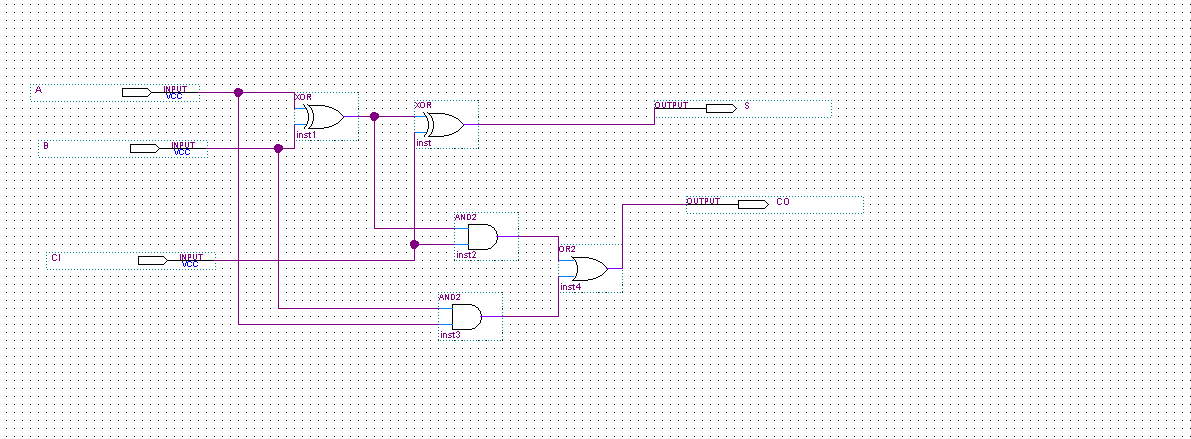 A
INPUT
VCC
XOR
inst1
XOR
inst
OUTPUT
S
B
INPUT
VCC
OUTPUT
CO
AND2
inst2
CI
INPUT
VCC
OR2
inst4
AND2
inst3